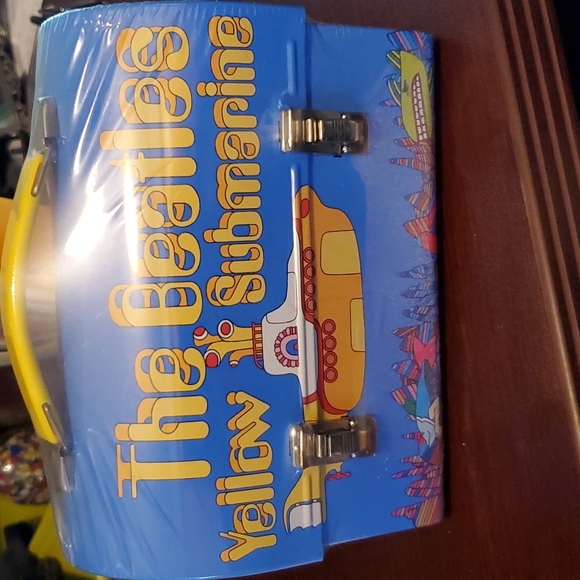 The Beatles
Yellow Submarine